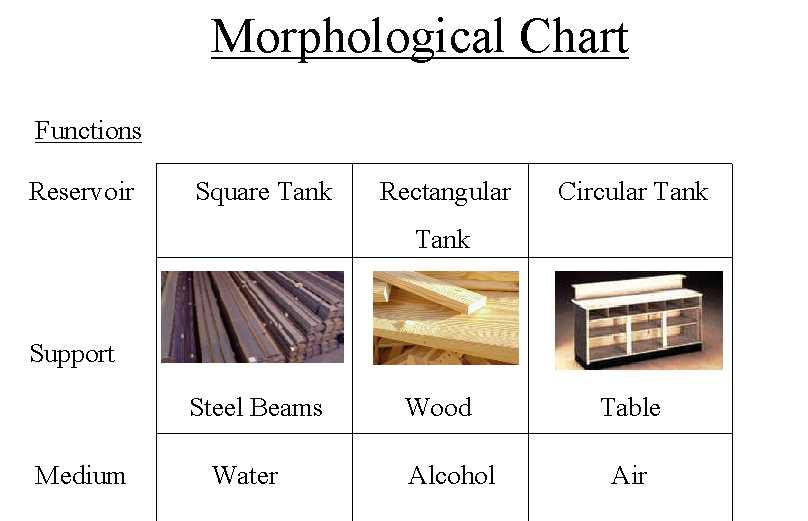 Morphological Chart
Functions
Reservoir Square Tank Rectangular Circular Tank
Tank
Support
Steel Beams Wood Table
Medium Water Alcohol Air